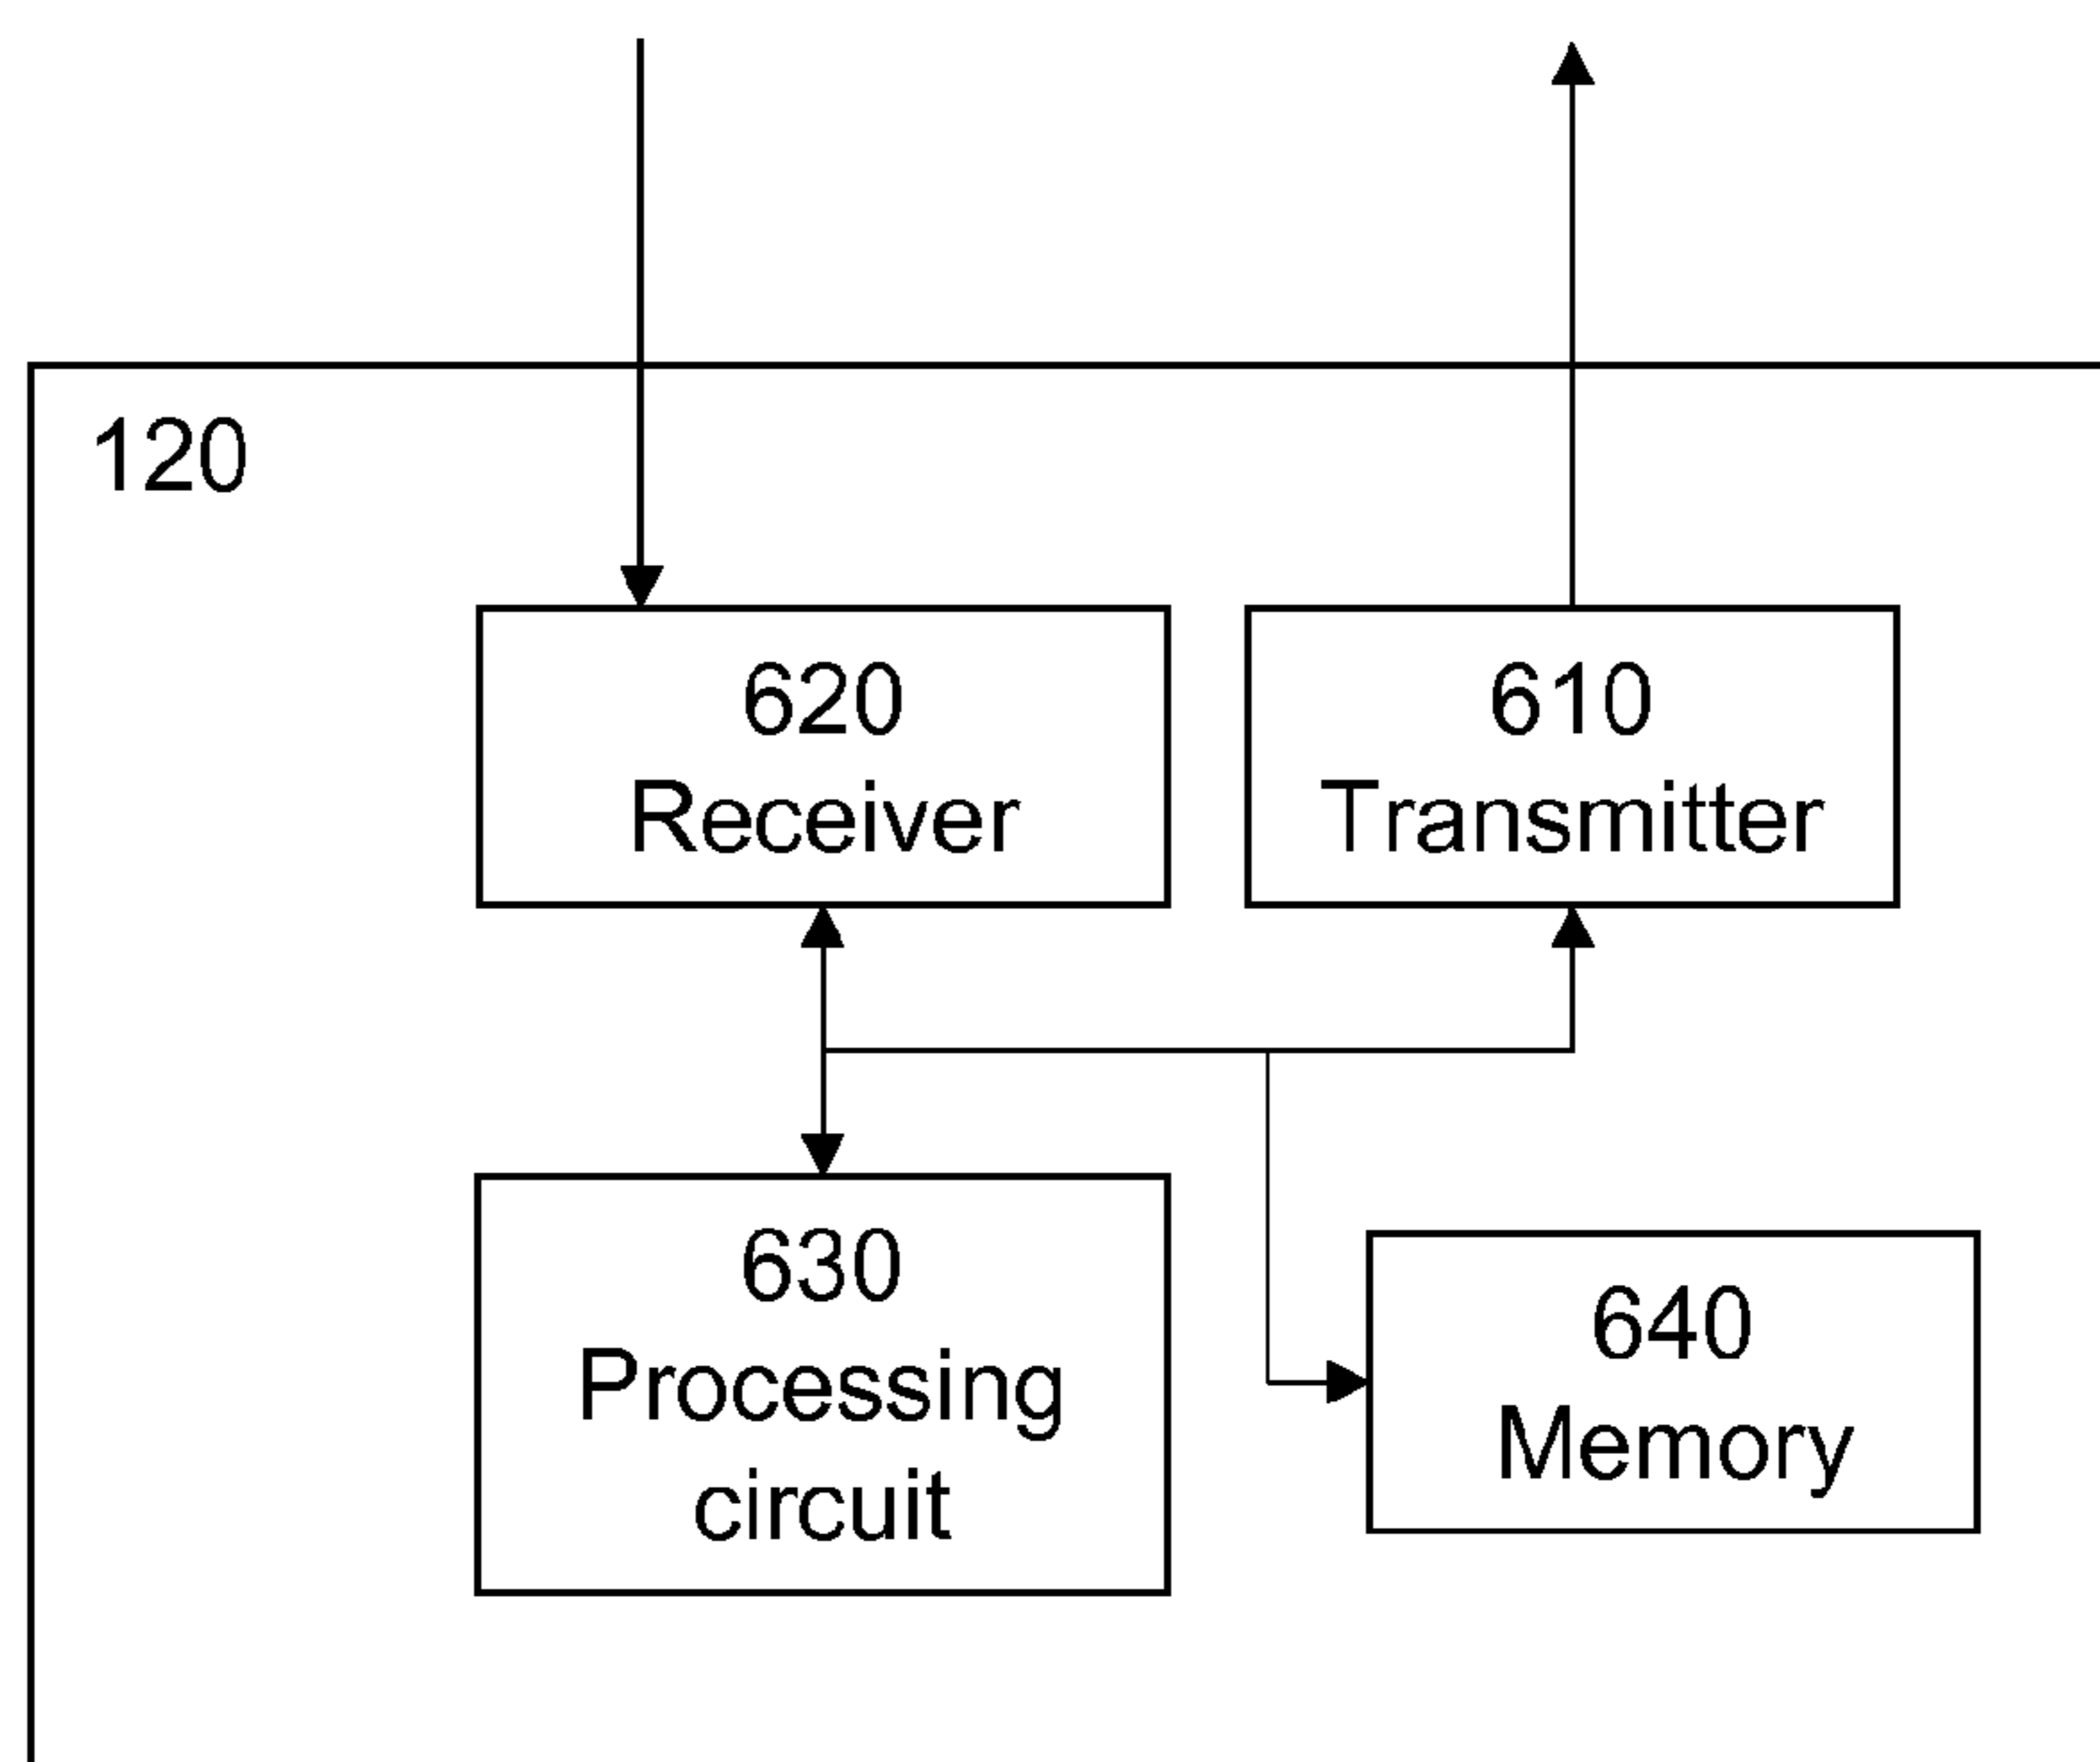 120
620
Receiver
610
Transmitter
630
Processing
circuit
640
Memory